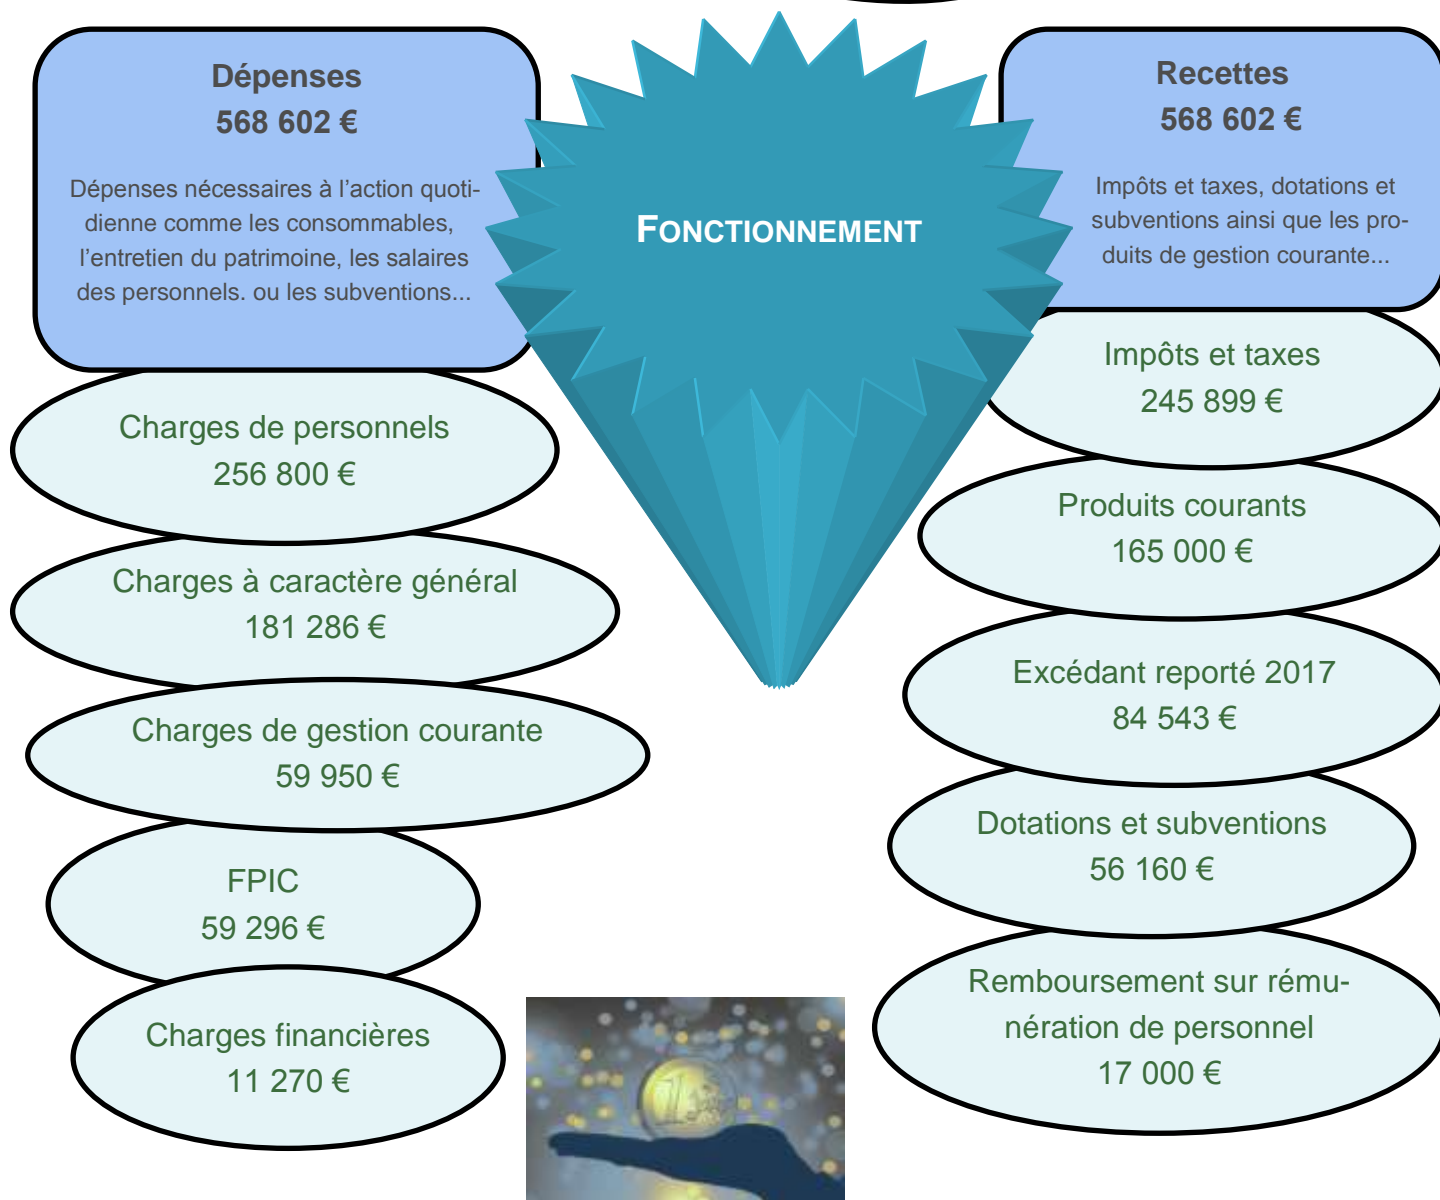 Dépenses
568 602 €
Dépenses nécessaires à l’action quoti-
dienne comme les consommables,
l’entretien du patrimoine, les salaires
des personnels. ou les subventions...
Charges de personnels
256 800 €
Charges à caractère général
181 286 €
Charges de gestion courante
59 950 €
FPIC
59 296 €
Charges financières
11 270 €
FONCTIONNEMENT
Recettes
568 602 €
Impôts et taxes, dotations et
subventions ainsi que les pro-
duits de gestion courante...
Impôts et taxes
245 899 €
Produits courants
165 000 €
Excédant reporté 2017
84 543 €
Dotations et subventions
56 160 €
Remboursement sur rému-
nération de personnel
17 000 €